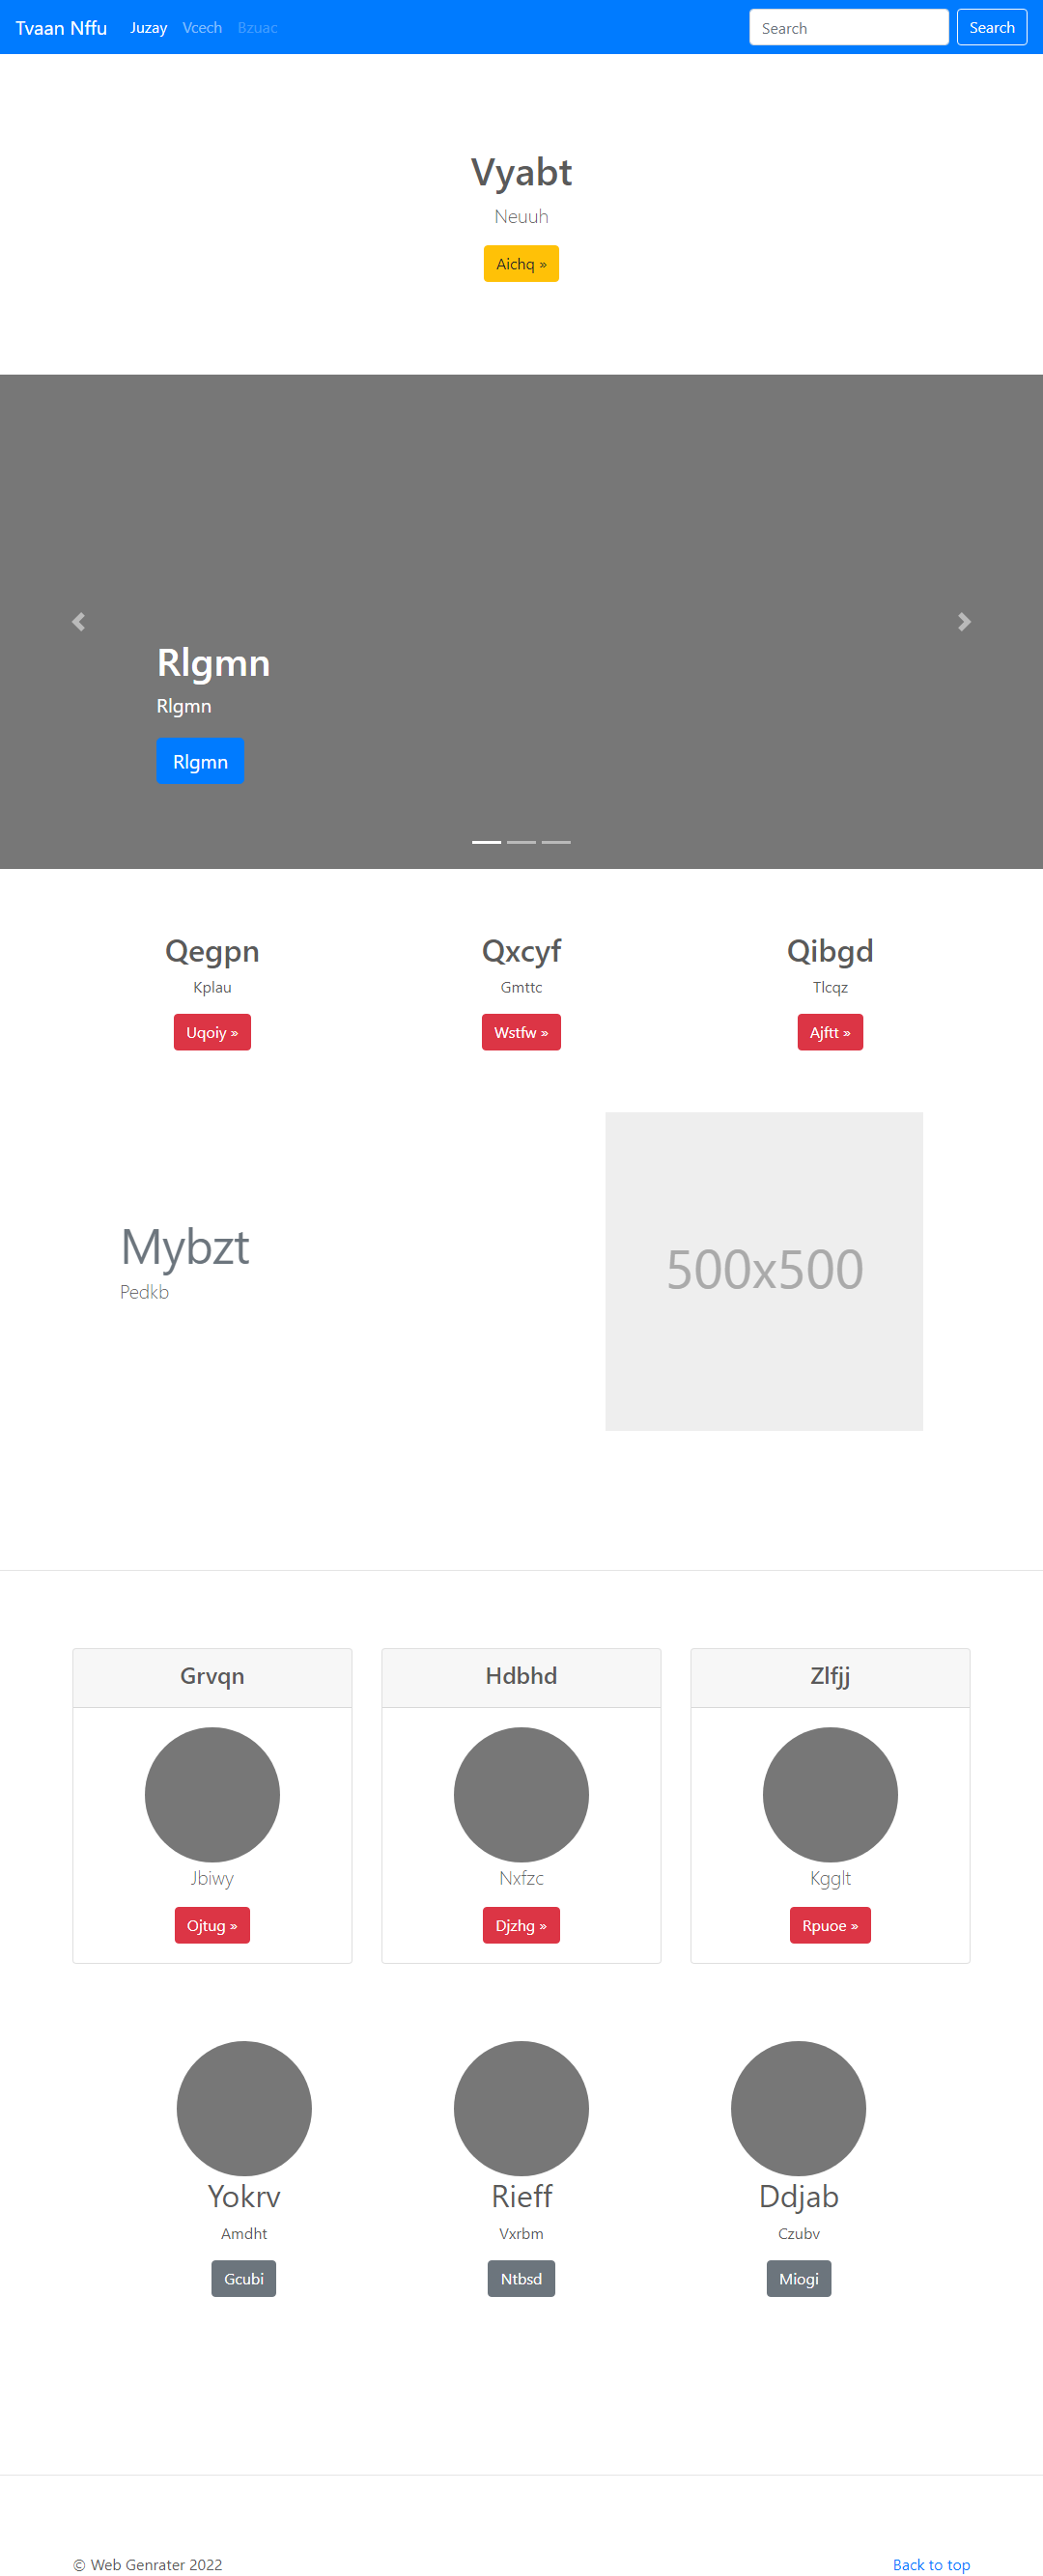 Tvaan Nffu Juzay Vcech Bzuac Search Search
Vyabt
Neuuh
Aichq »
Rlgmn
Rlgmn
Rlgmn
Qegpn Qxcyf Qibgd
Kplau Gmttc Tlcqz
Uqoiy » Wstfw » Ajftt »
Mybzt
Pedkb
500x500
Grvqn Hdbhd Zlfjj
Jbiwy Nxfzc Kgglt
Ojtug » Djzhg » Rpuoe »
Yokrv Rieff Ddjab
Amdht Vxrbm Czubv
Gcubi Ntbsd Miogi
© Web Genrater 2022 Back to top